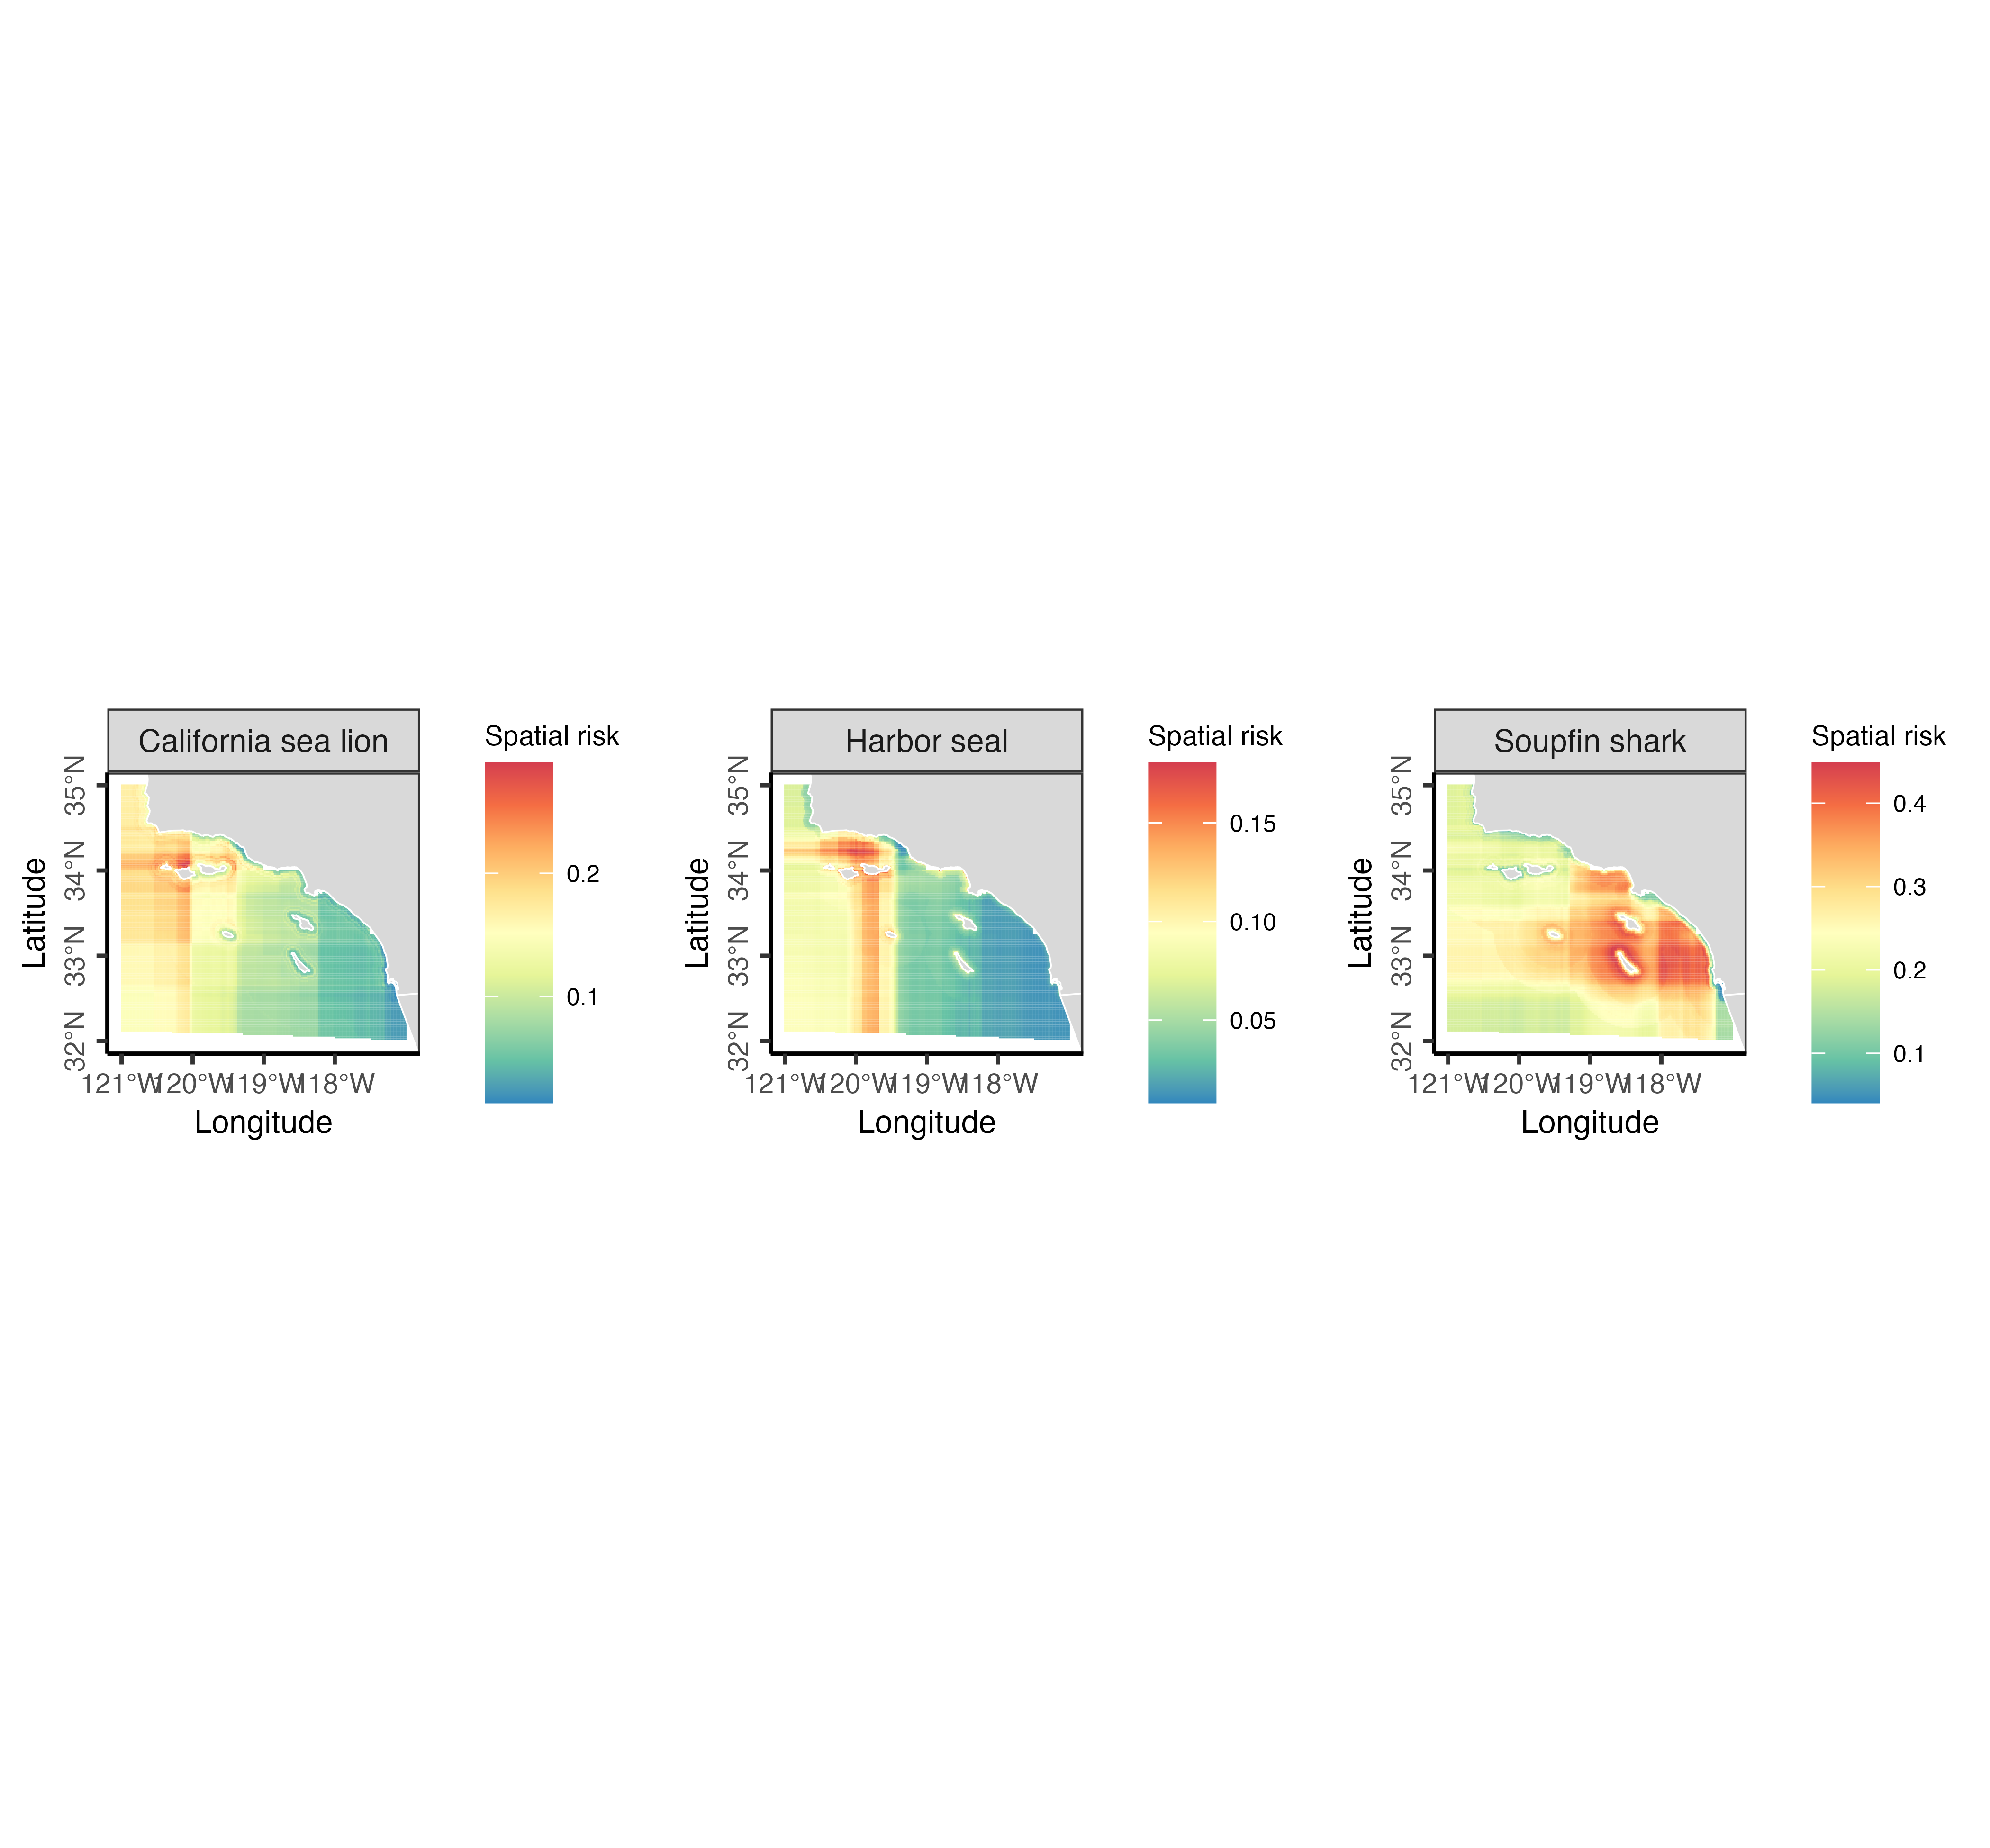 California sea lion
Spatial risk
0.2
0.1
35°N
34°N
33°N
32°N
Latitude
121°W 120°W 119°W 118°W
Longitude
Harbor seal
Spatial risk
0.15
0.10
0.05
35°N
34°N
33°N
32°N
Latitude
121°W 120°W 119°W 118°W
Longitude
Soupfin shark
Spatial risk
0.4
0.3
0.2
0.1
35°N
34°N
33°N
32°N
Latitude
121°W 120°W 119°W 118°W
Longitude